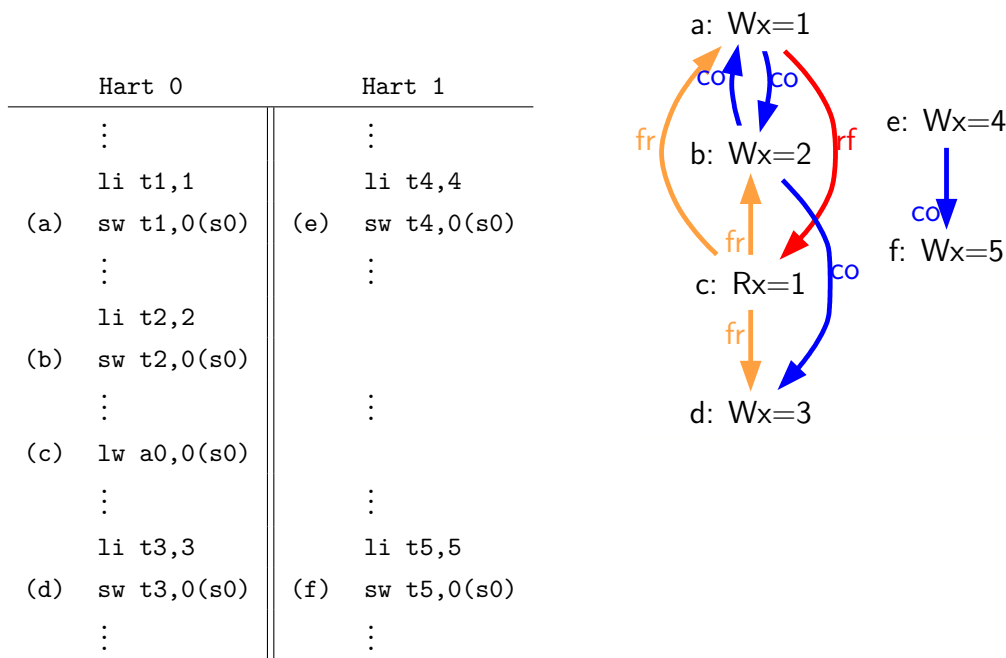 Hart 0 Hart 1
⋮ ⋮
li t1,1 li t4,4
(a) sw t1,0(s0) (e) sw t4,0(s0)
⋮ ⋮
li t2,2
(b) sw t2,0(s0)
⋮ ⋮
(c) lw a0,0(s0)
⋮ ⋮
li t3,3 li t5,5
(d) sw t3,0(s0) (f) sw t5,0(s0)
⋮ ⋮
a: Wx=1
co co
fr rf
b: Wx=2
fr
c: Rx=1
co
fr
d: Wx=3
e: Wx=4
co
f: Wx=5